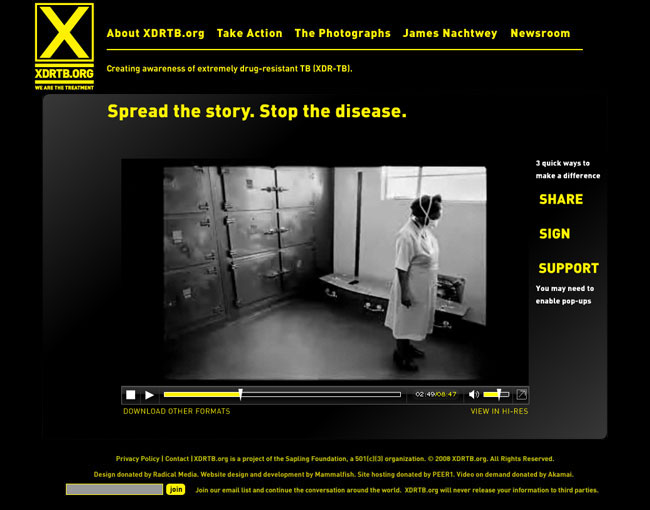 X
XDRTB.ORG
WE ARE THE TREATMENT
About XDRTB.org Take Action The Photographs James Nachtwey Newsroom
Creating awareness of extremely drug-resistant TB (XDR-TB).
Spread the story. Stop the disease.
3 quick ways to
make a difference
SHARE
SIGN
SUPPORT
You may need to
enable pop-ups
02:49/08:47
DOWNLOAD OTHER FORMATS VIEW IN HI-RES
Privacy Policy | Contact | XDRTB.org is a project of the Sapling Foundation, a 501(c)(3) organization. © 2008 XDRTB.org. All Rights Reserved.
Design donated by Radical Media. Website design and development by Mammalfish. Site hosting donated by PEER1. Video on demand donated by Akamai.
join Join our email list and continue the conversation around the world. XDRTB.org will never release your information to third parties.